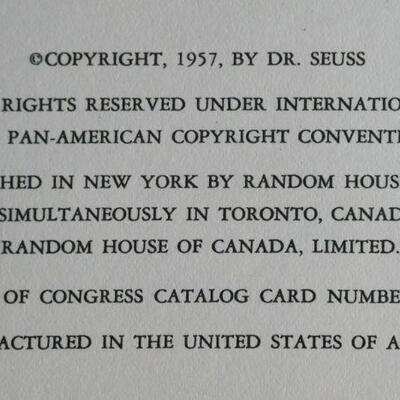 ©COPYRIGHT, 1957, BY DR. SEUSS
RIGHTS RESERVED UNDER INTERNATIO
PAN-AMERICAN COPYRIGHT CONVENTI
HED IN NEW YORK BY RANDOM HOUS
SIMULTANEOUSLY IN TORONTO, CANAD
RANDOM HOUSE OF CANADA, LIMITED.
OF CONGRESS CATALOG CARD NUMBE
ACTURED IN THE UNITED STATES OF A